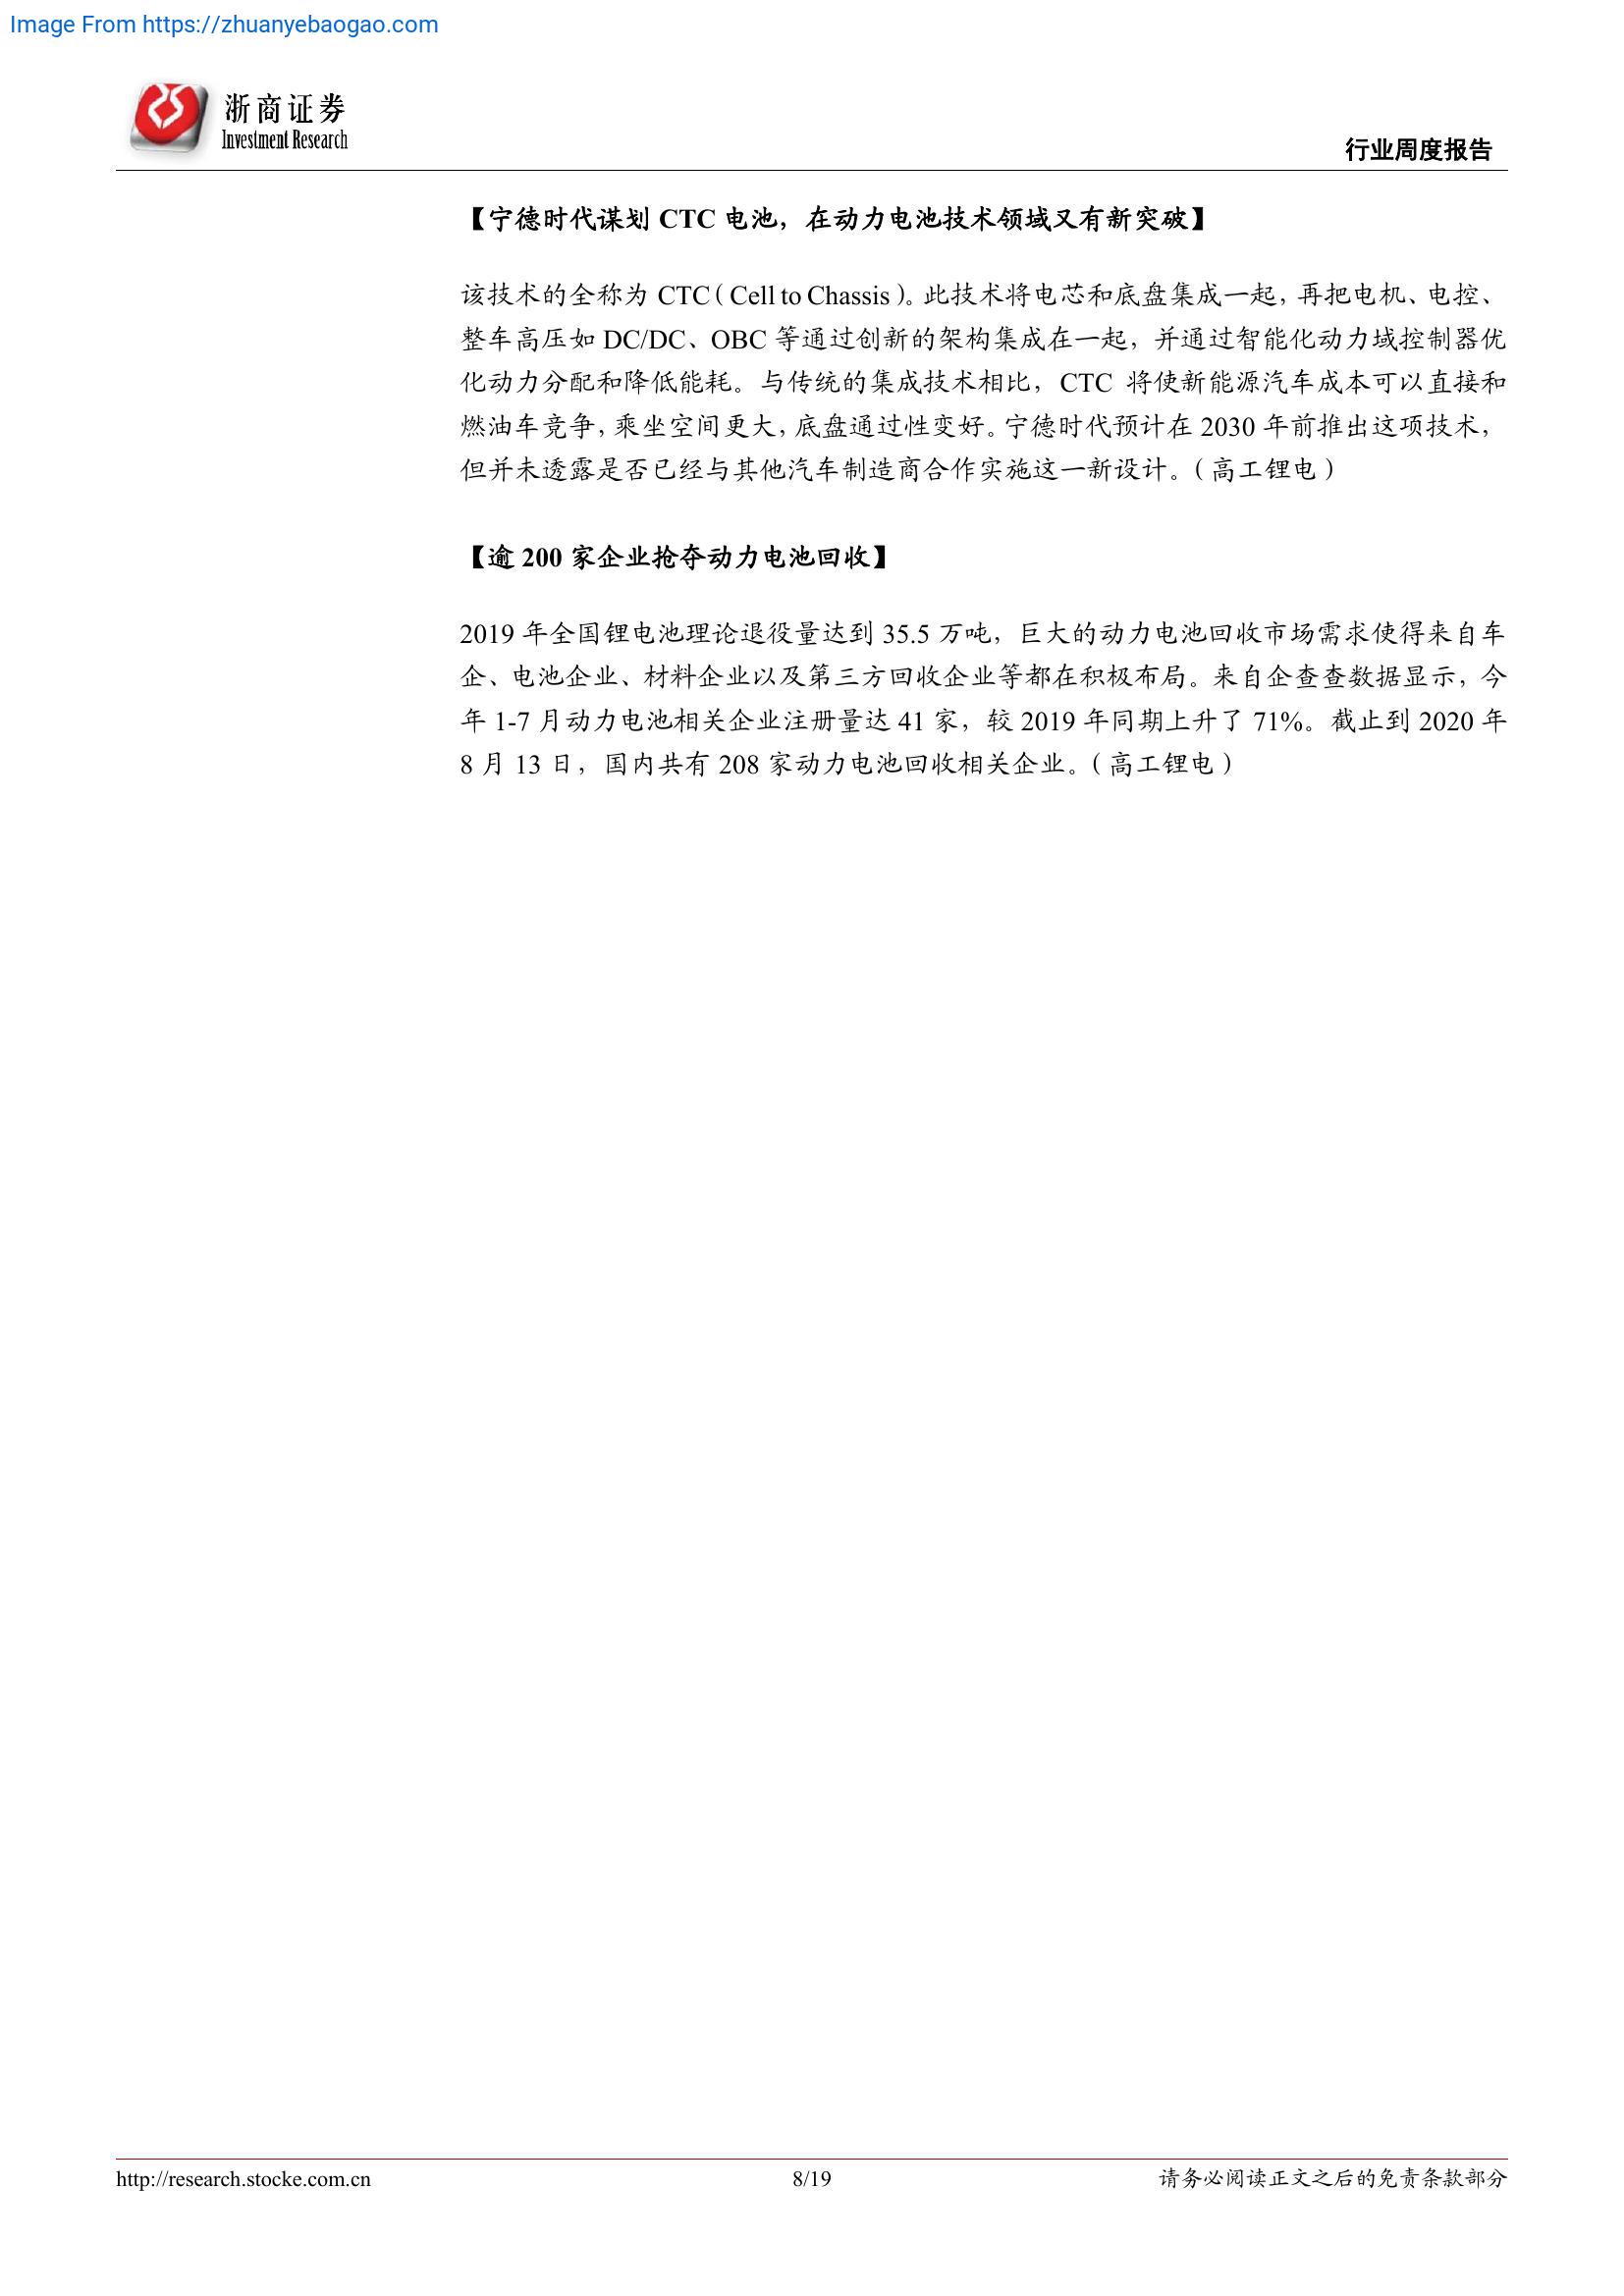 Image From https://zhuanyebaogao.com
浙商证券
Investment Research
行业周度报告
【宁德时代谋划 CTC 电池，在动力电池技术领域又有新突破】
该技术的全称为 CTC（Cell to Chassis）。此技术将电芯和底盘集成一起，再把电机、电控、
整车高压如 DC/DC、OBC 等通过创新的架构集成在一起，并通过智能化动力域控制器优
化动力分配和降低能耗。与传统的集成技术相比，CTC 将使新能源汽车成本可以直接和
燃油车竞争，乘坐空间更大，底盘通过性变好。宁德时代预计在 2030 年前推出这项技术，
但并未透露是否已经与其他汽车制造商合作实施这一新设计。（高工锂电）
【逾 200 家企业抢夺动力电池回收】
2019 年全国锂电池理论退役量达到 35.5 万吨，巨大的动力电池回收市场需求使得来自车
企、电池企业、材料企业以及第三方回收企业等都在积极布局。来自企查查数据显示，今
年 1-7 月动力电池相关企业注册量达 41 家，较 2019 年同期上升了 71%。截止到 2020 年
8 月 13 日，国内共有 208 家动力电池回收相关企业。（高工锂电）
http://research.stocke.com.cn
8/19
请务必阅读正文之后的免责条款部分